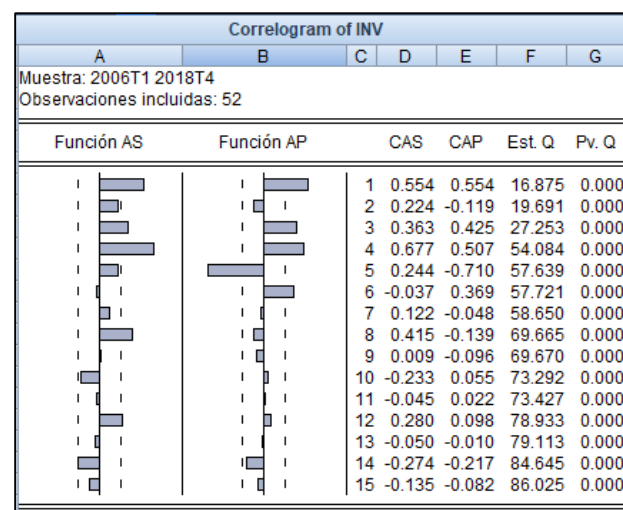 Correlogram of INV
A B C D E F G
Muestra: 2006T1 2018T4
Observaciones incluidas: 52
Función AS Función AP CAS CAP Est. Q Pv. Q
1 0.554 0.554 16.875 0.000
2 0.224 -0.119 19.691 0.000
3 0.363 0.425 27.253 0.000
4 0.677 0.507 54.084 0.000
5 0.244 -0.710 57.639 0.000
6 -0.037 0.369 57.721 0.000
7 0.122 -0.048 58.650 0.000
8 0.415 -0.139 69.665 0.000
9 0.009 -0.096 69.670 0.000
10 -0.233 0.055 73.292 0.000
11 -0.045 0.022 73.427 0.000
12 0.280 0.098 78.933 0.000
13 -0.050 -0.010 79.113 0.000
14 -0.274 -0.217 84.645 0.000
15 -0.135 -0.082 86.025 0.000